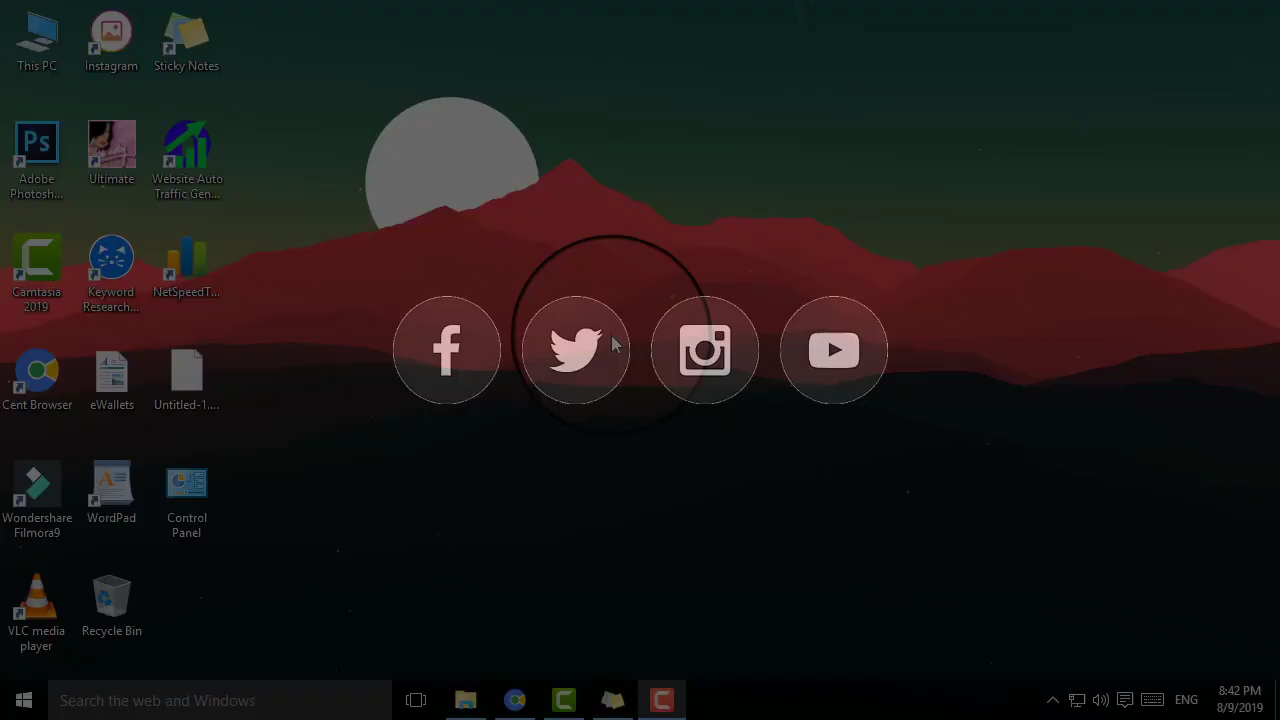 This PC
Instagram
Sticky Notes
Ps
Adobe
Photosh...
Ultimate
Website Auto
Traffic Gen...
Camtasia
2019
Keyword
Research...
NetSpeedT...
Cent Browser
eWallets
Untitled-1....
Wondershare
Filmora9
WordPad
Control
Panel
VLC media
player
Recycle Bin
Search the web and Windows
ENG
8:42 PM
8/9/2019